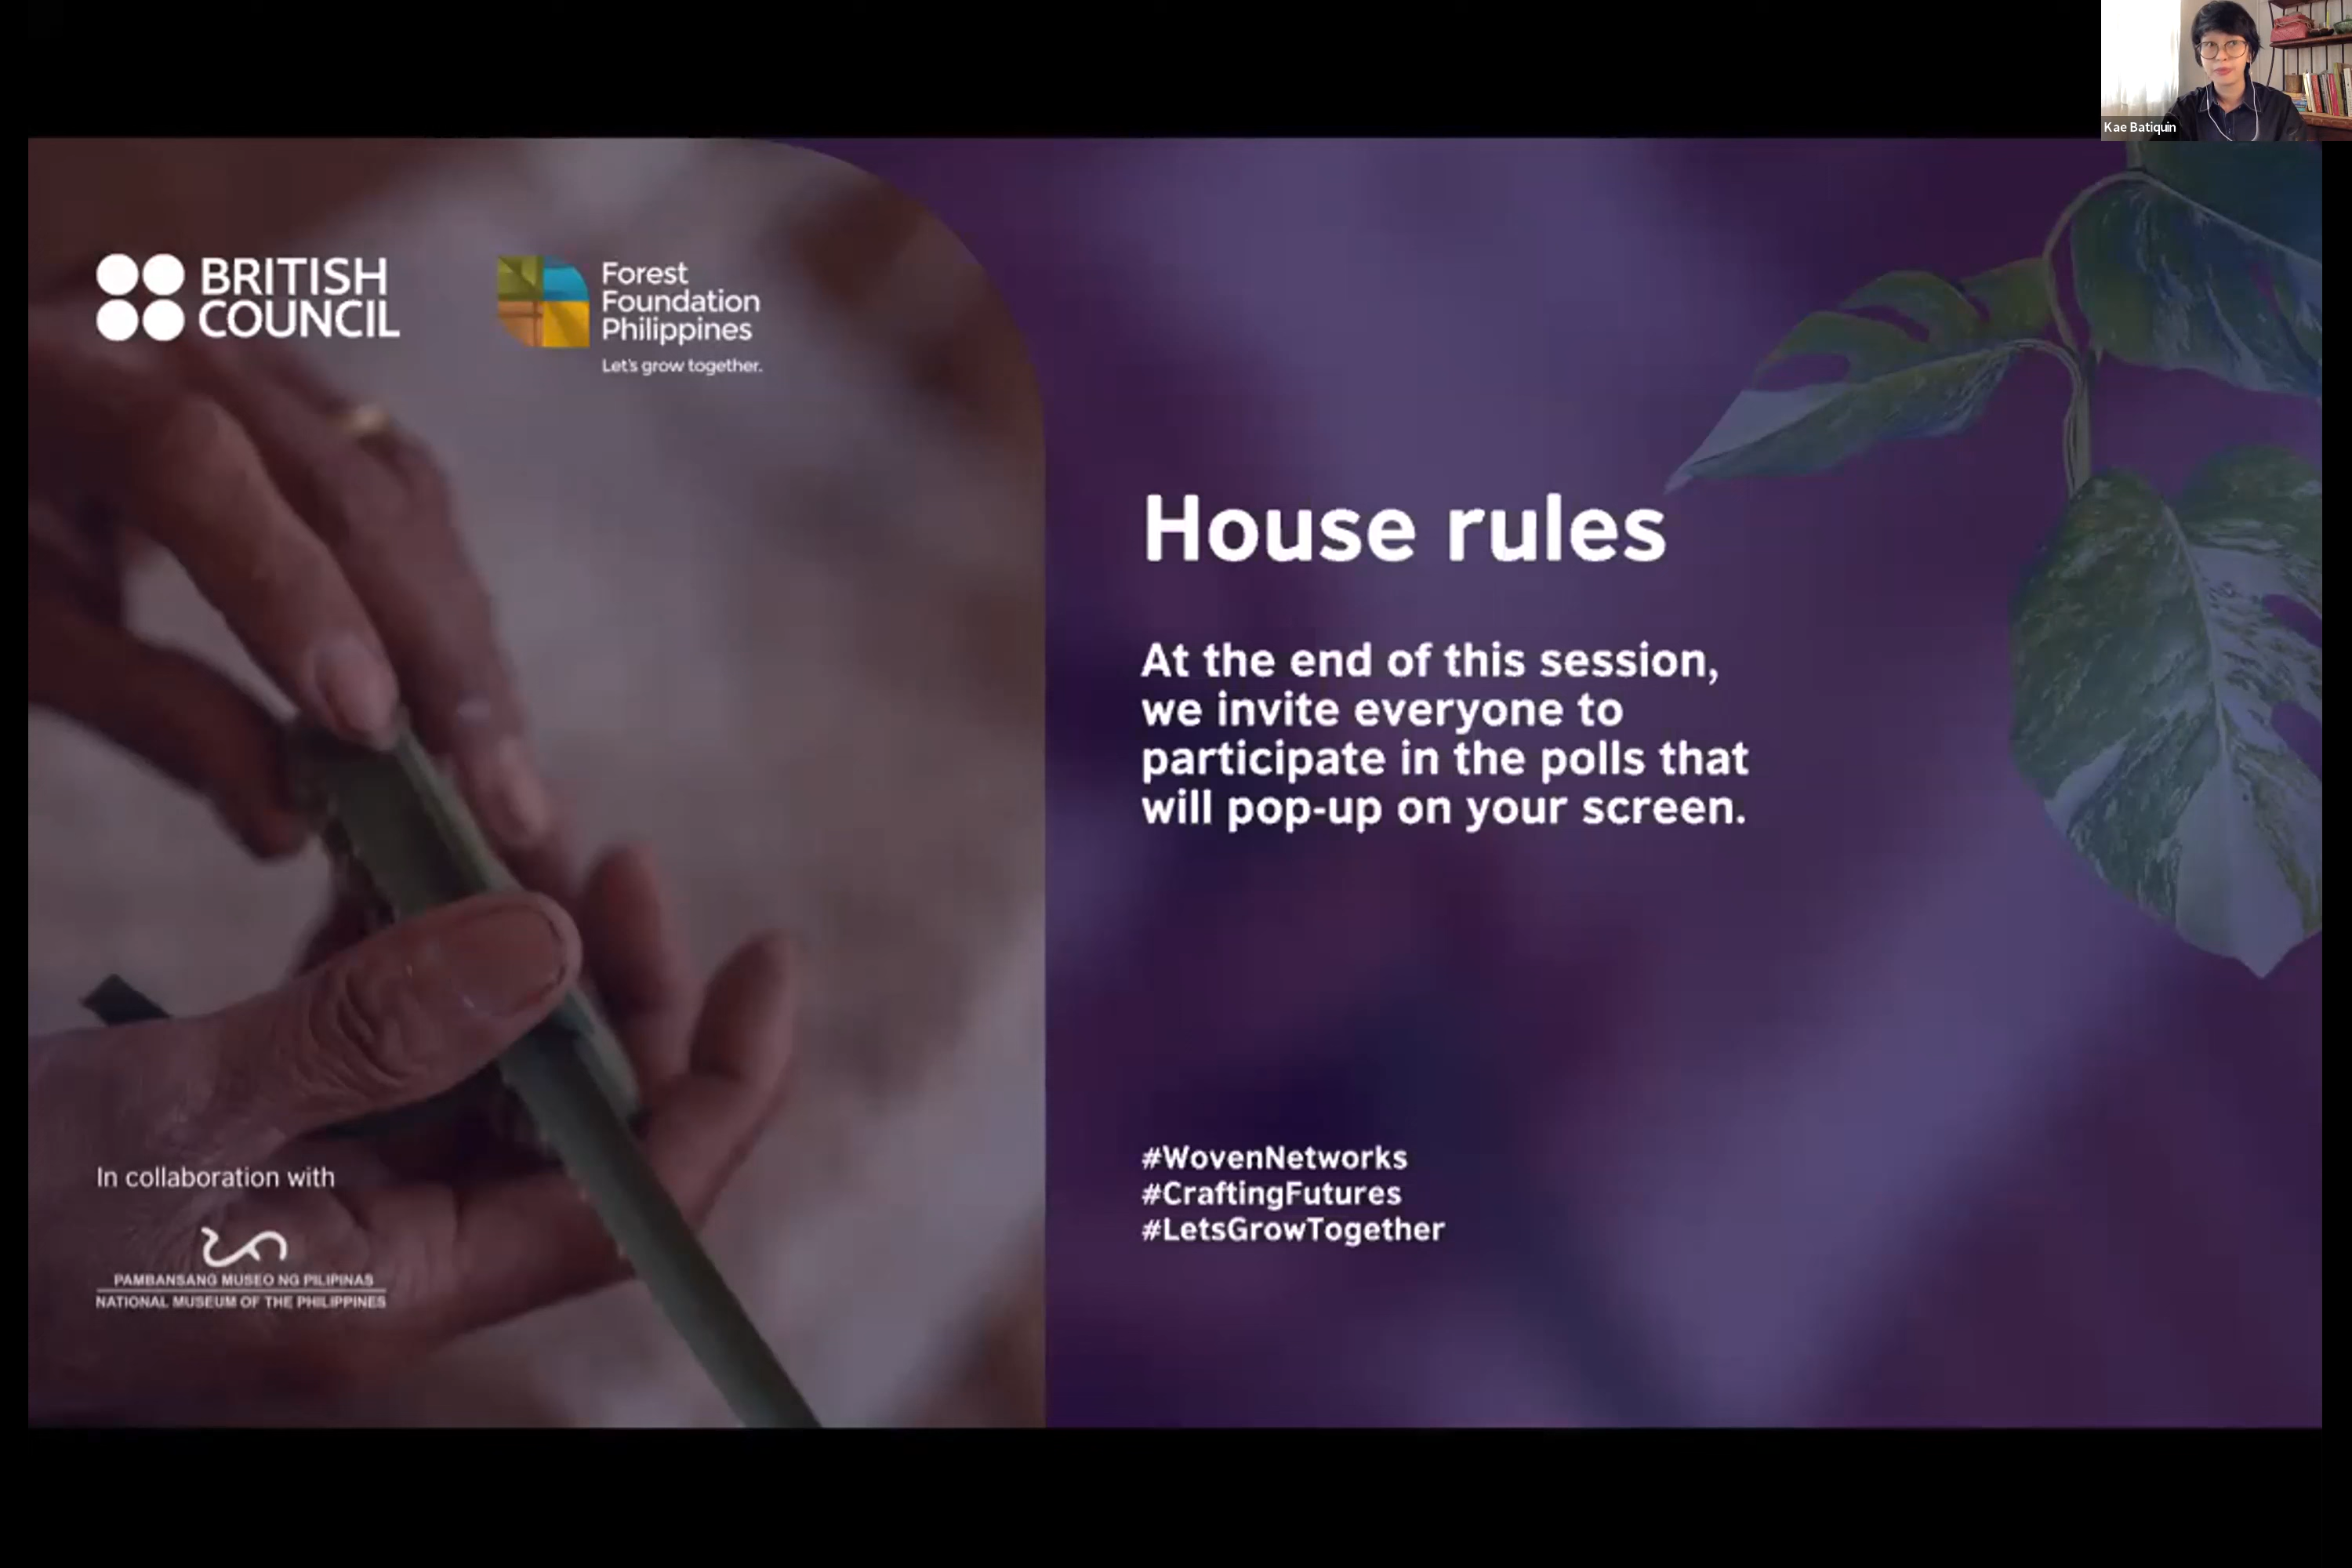 Kae Batiquin
BRITISH
COUNCIL
Forest
Foundation
Philippines
Let's grow together.
House rules
At the end of this session,
we invite everyone to
participate in the polls that
will pop-up on your screen.
#WovenNetworks
#CraftingFutures
#LetsGrowTogether
In collaboration with
PAMBANSANG MUSEO NG PILIPINAS
NATIONAL MUSEUM OF THE PHILIPPINES